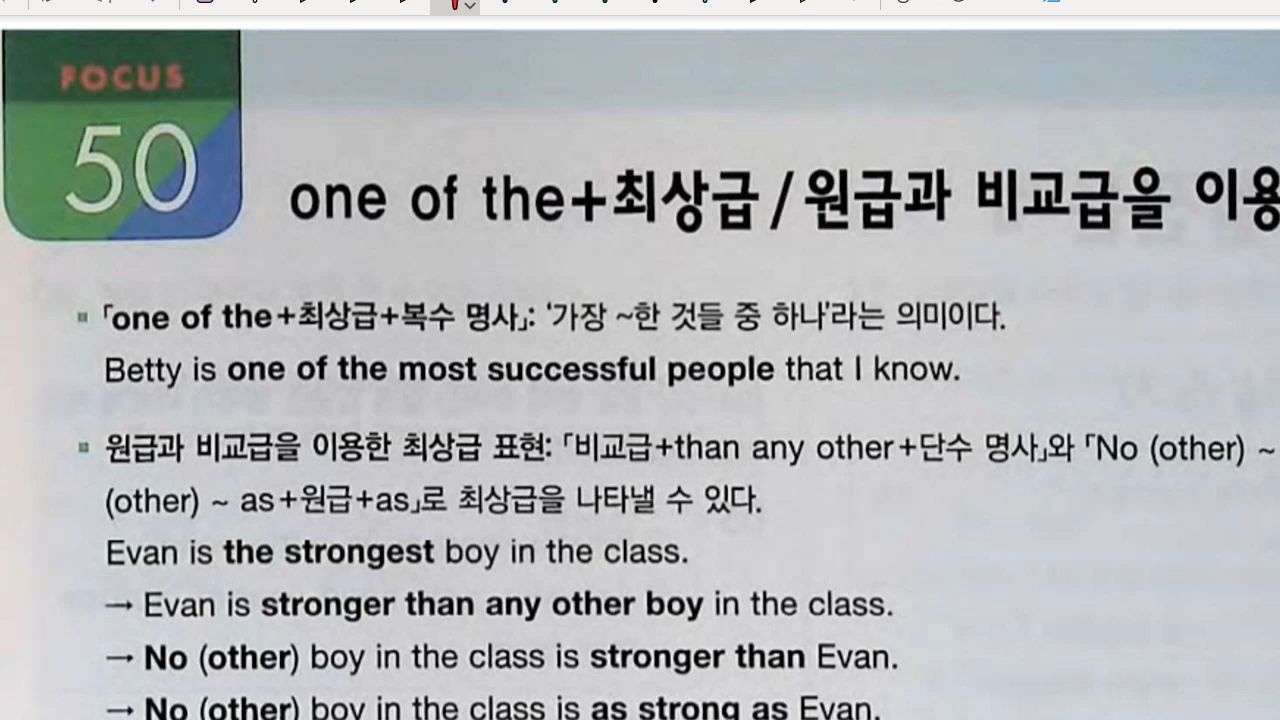 FOCUS
50
one of the+최상급/원급과 비교급을 이용
▪ 「one of the+최상급+복수 명사」: ‘가장 ~한 것들 중 하나’라는 의미이다.
Betty is one of the most successful people that I know.
▪ 원급과 비교급을 이용한 최상급 표현: 「비교급+than any other+단수 명사」와 「No (other) ~
(other) ~ as+원급+as」로 최상급을 나타낼 수 있다.
Evan is the strongest boy in the class.
→ Evan is stronger than any other boy in the class.
→ No (other) boy in the class is stronger than Evan.
→ No (other) boy in the class is as strong as Evan.